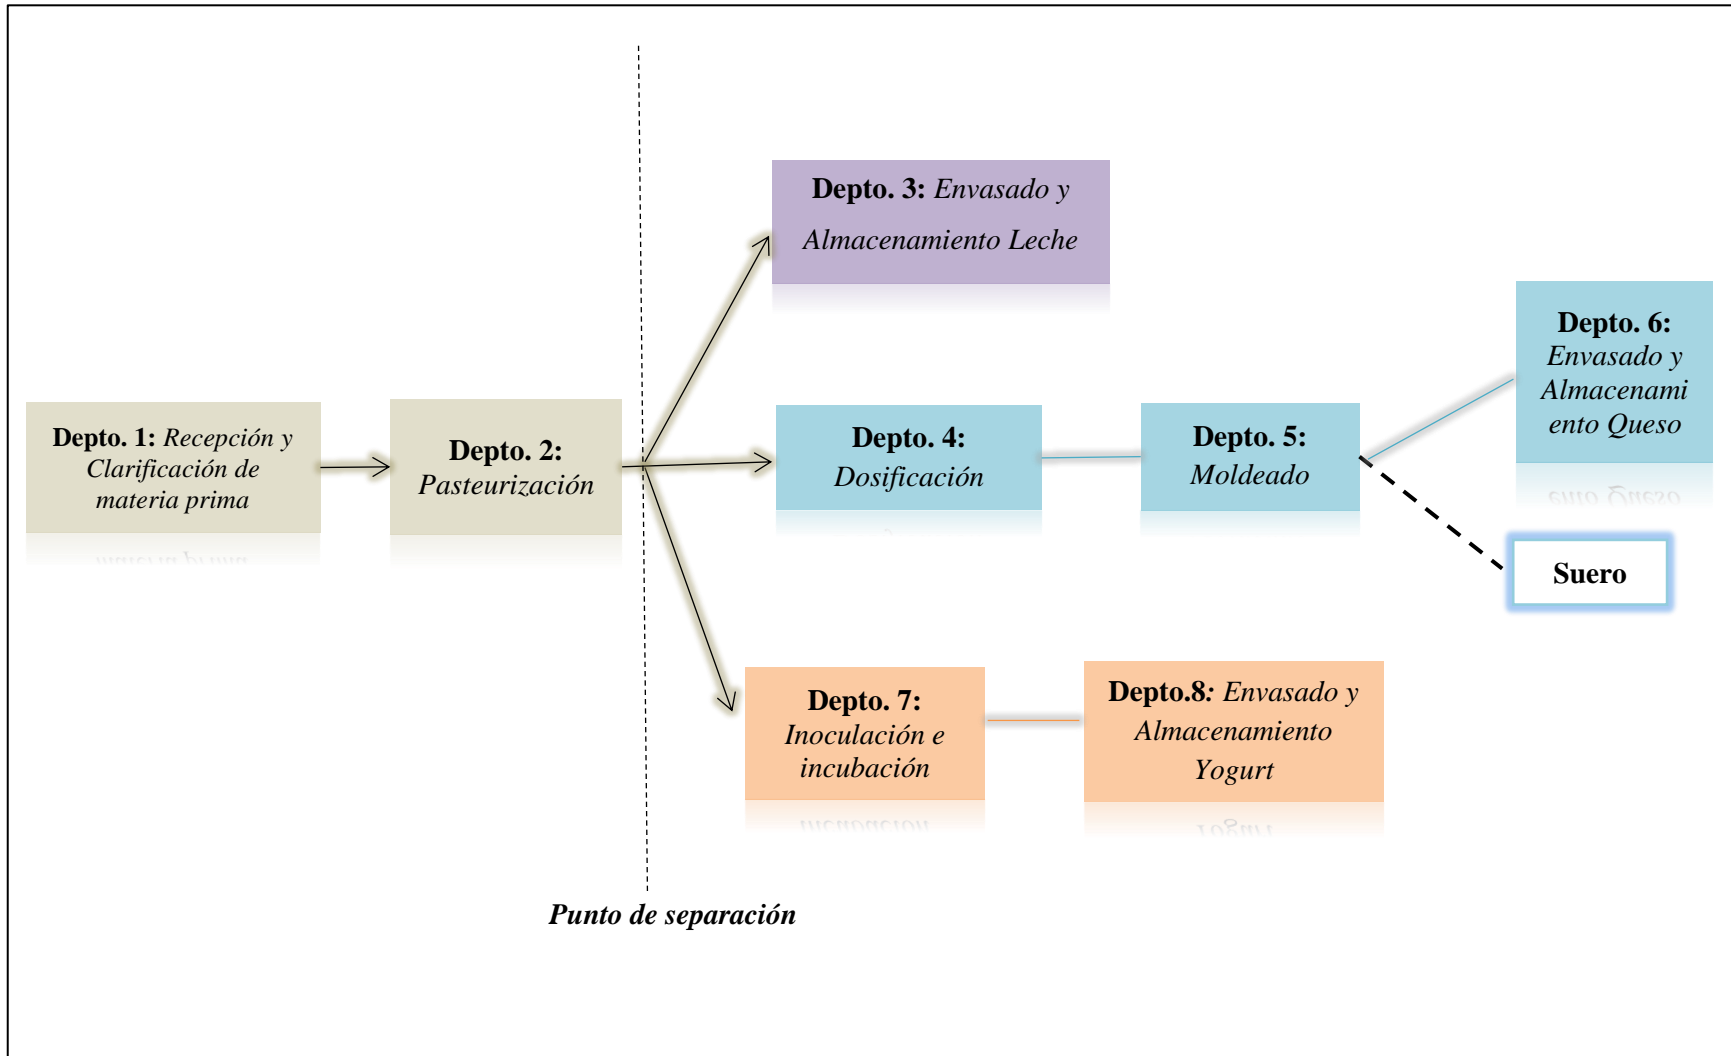 Depto. 1: Recepción y
Clarificación de
materia prima
Depto. 2:
Pasteurización
Depto. 3: Envasado y
Almacenamiento Leche
Depto. 4:
Dosificación
Depto. 5:
Moldeado
Depto. 6:
Envasado y
Almacenami
ento Queso
Suero
Depto. 7:
Inoculación e
incubación
Depto.8: Envasado y
Almacenamiento
Yogurt
Punto de separación